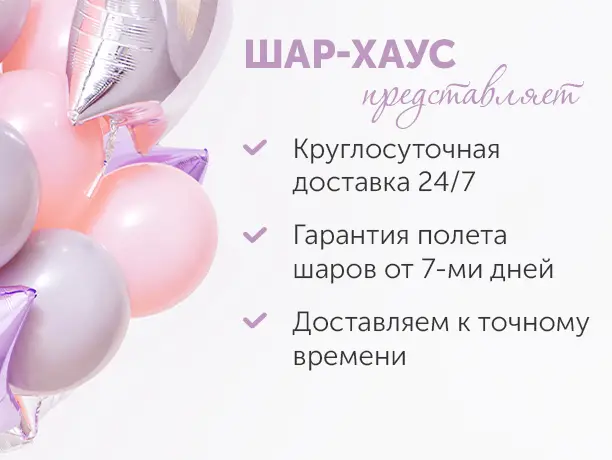 ШАР-ХАУС
представляет
Круглосуточная
доставка 24/7
Гарантия полета
шаров от 7-ми дней
Доставляем к точному
времени